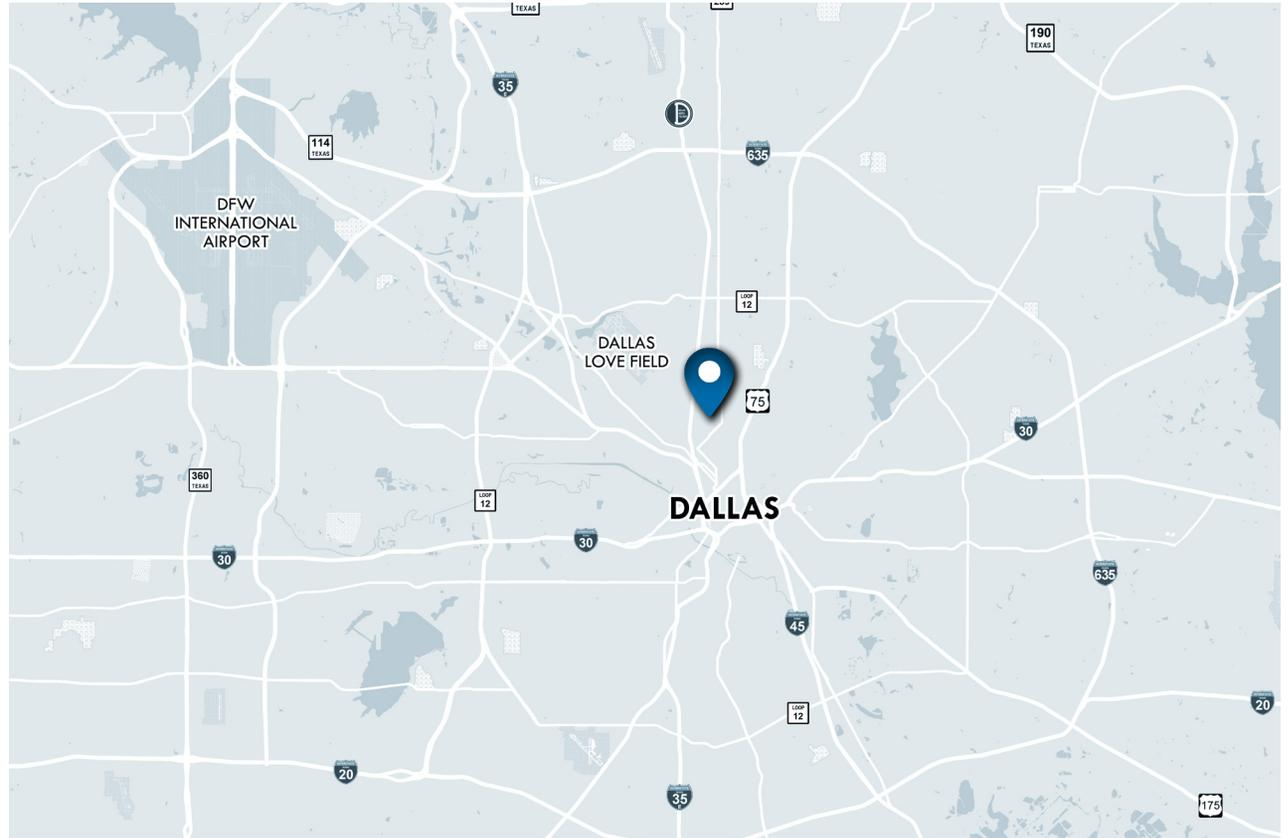 TEXAS
190
TEXAS
35
E
114
TEXAS
635
DFW
INTERNATIONAL
AIRPORT
LOOP
12
DALLAS
LOVE FIELD
75
30
360
TEXAS
LOOP
12
DALLAS
30
30
635
45
LOOP
12
20
20
35
E
175